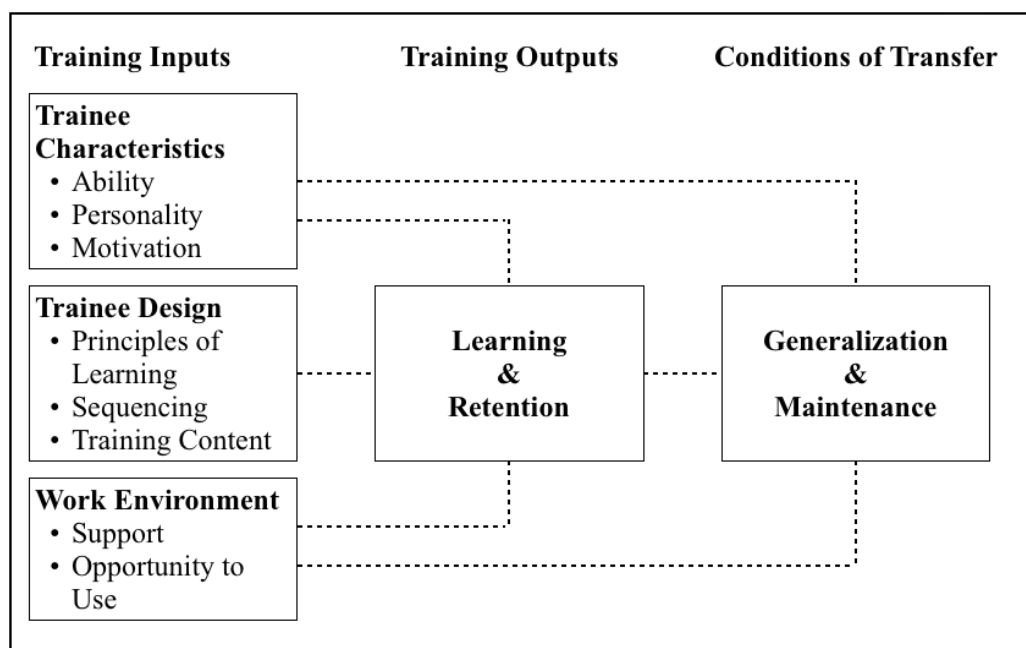 Training Inputs
Training Outputs
Conditions of Transfer
Trainee
Characteristics
• Ability
• Personality
• Motivation
Trainee Design
• Principles of
Learning
• Sequencing
• Training Content
Work Environment
• Support
• Opportunity to
Use
Learning
&
Retention
Generalization
&
Maintenance